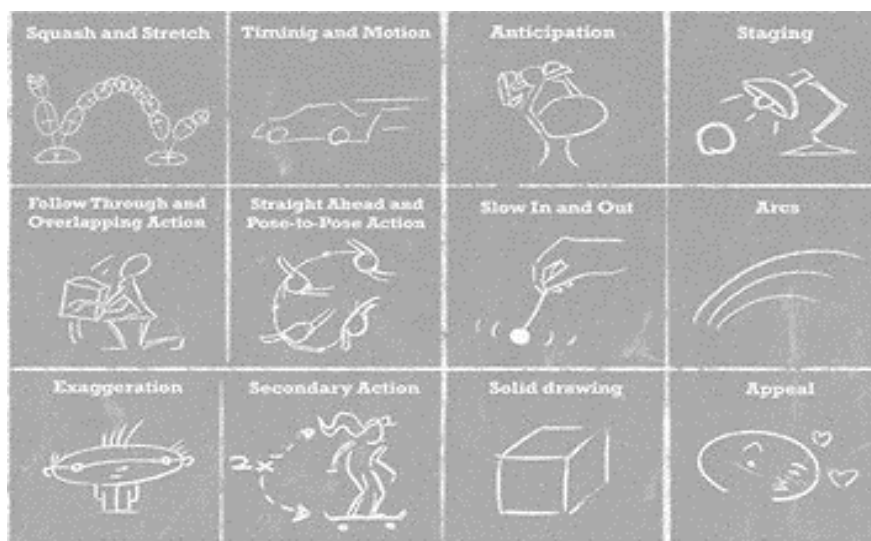 Squash and Stretch
Timinig and Motion
Anticipation
Staging
Follow Through and
Overlapping Action
Straight Ahead and
Pose-to-Pose Action
Slow In and Out
Arcs
Exaggeration
Secondary Action
Solid drawing
Appeal
2x